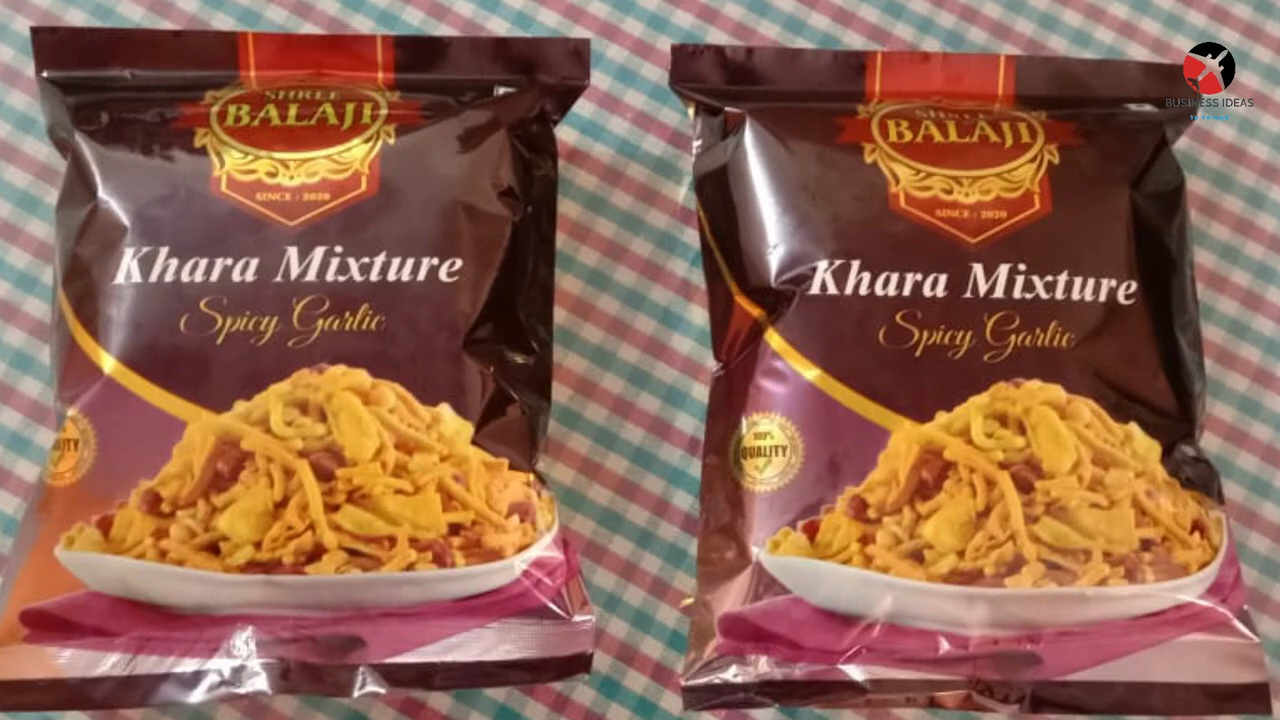 SHREE
BALAJI
SINCE : 2020
Khara Mixture
Spicy Garlic
SHREE
BALAJI
SINCE : 2020
Khara Mixture
Spicy Garlic
100%
QUALITY
BUSINESS IDEAS